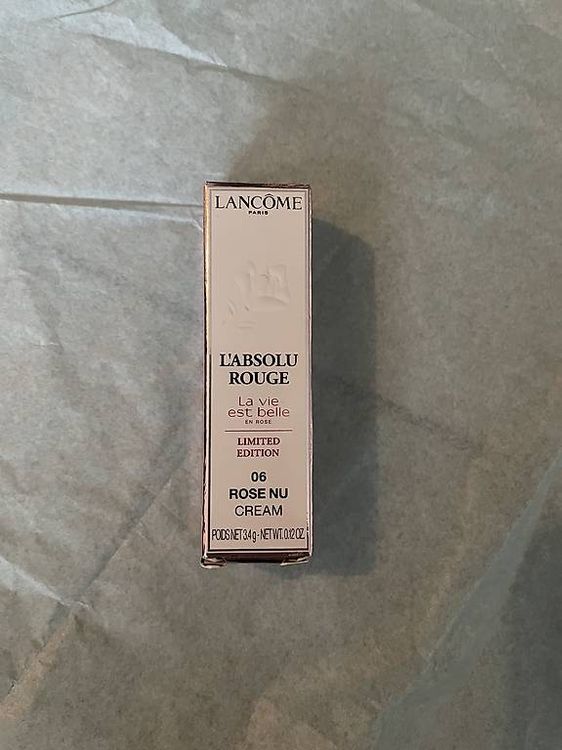 LANCÔME
PARIS
L'ABSOLU
ROUGE
La vie
est belle
EN ROSE
LIMITED
EDITION
06
ROSE NU
CREAM
POIDS NET 3,4 g - NET WT. 0.12 OZ.